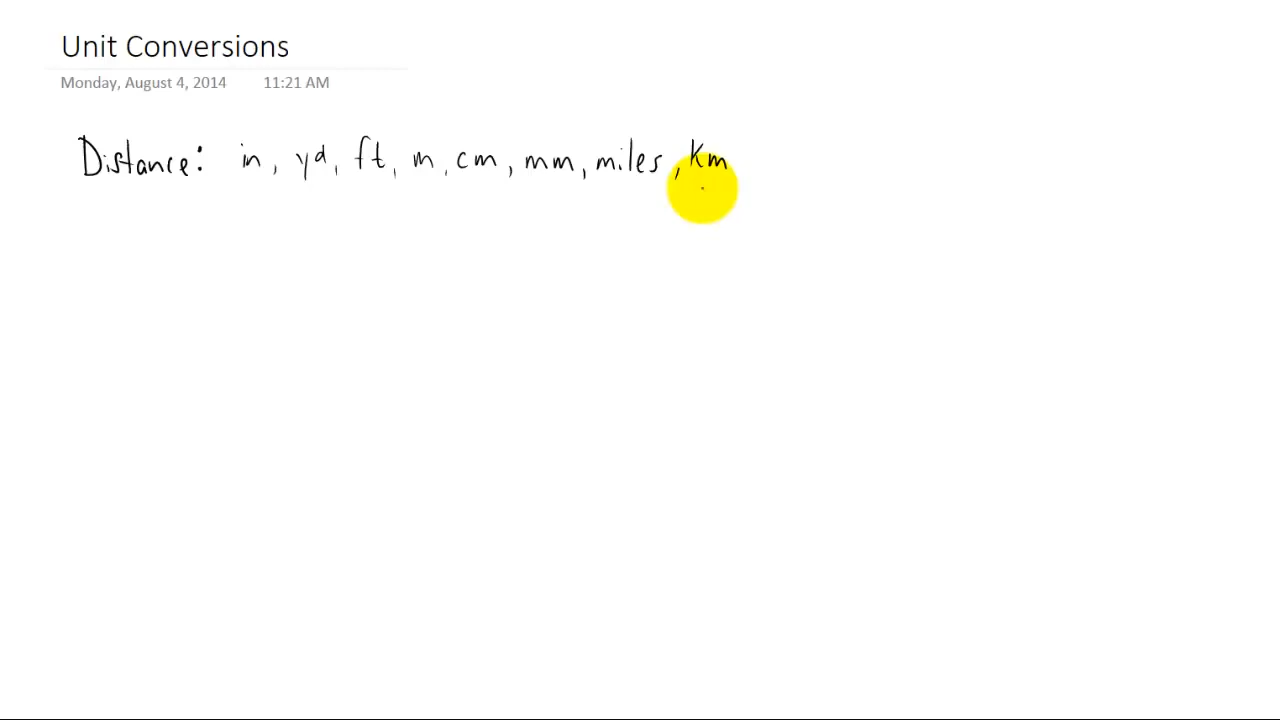 Unit Conversions
Monday, August 4, 2014 11:21 AM
Distance: in, yd, ft, m, cm, mm, miles, km